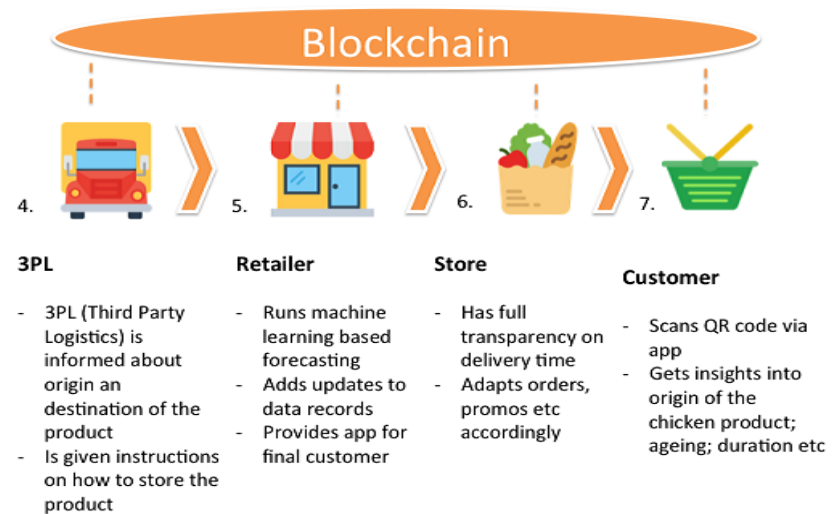 Blockchain
4.
5.
6.
7.
3PL
- 3PL (Third Party
Logistics) is
informed about
origin an
destination of the
product
- Is given instructions
on how to store the
product
Retailer
- Runs machine
learning based
forecasting
- Adds updates to
data records
- Provides app for
final customer
Store
- Has full
transparency on
delivery time
- Adapts orders,
promos etc
accordingly
Customer
- Scans QR code via
app
- Gets insights into
origin of the
chicken product;
ageing; duration etc